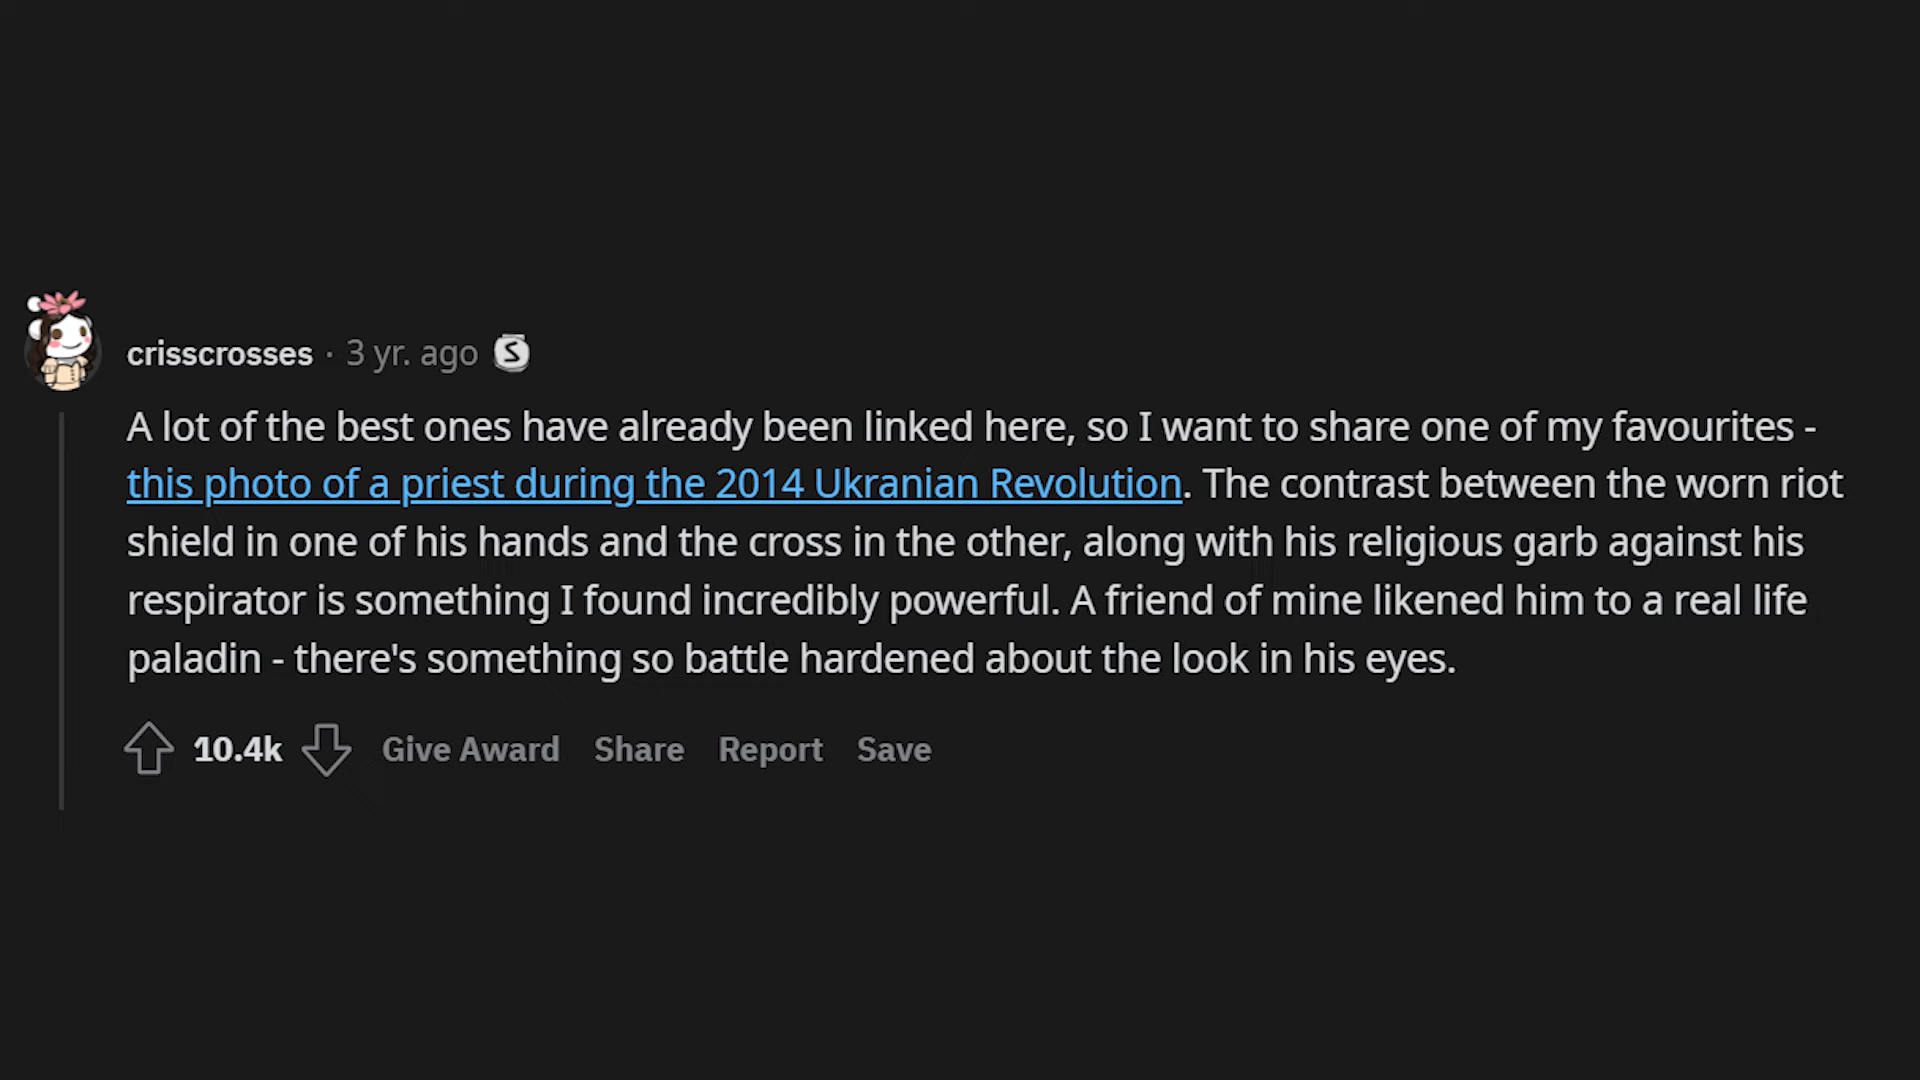 crisscrosses · 3 yr. ago S
A lot of the best ones have already been linked here, so I want to share one of my favourites -
this photo of a priest during the 2014 Ukranian Revolution. The contrast between the worn riot
shield in one of his hands and the cross in the other, along with his religious garb against his
respirator is something I found incredibly powerful. A friend of mine likened him to a real life
paladin - there's something so battle hardened about the look in his eyes.
10.4k Give Award Share Report Save